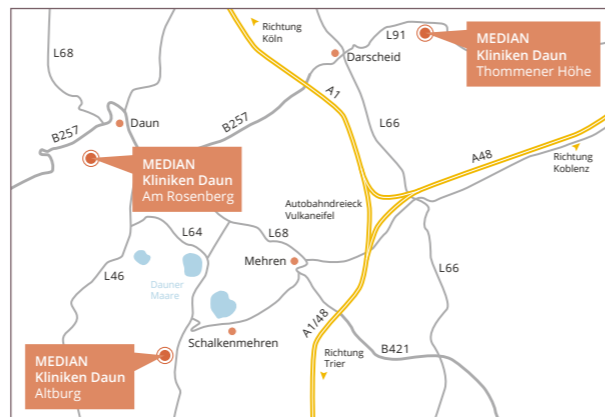 Richtung
Köln
L91
MEDIAN
Kliniken Daun
Thommener Höhe
L68
Darscheid
A1
B257
Daun
B257
L66
A48
Richtung
Koblenz
MEDIAN
Kliniken Daun
Am Rosenberg
Autobahndreieck
Vulkaneifel
L64
L68
Mehren
L46
Dauner
Maare
L66
A1/48
Schalkenmehren
B421
Richtung
Trier
MEDIAN
Kliniken Daun
Altburg